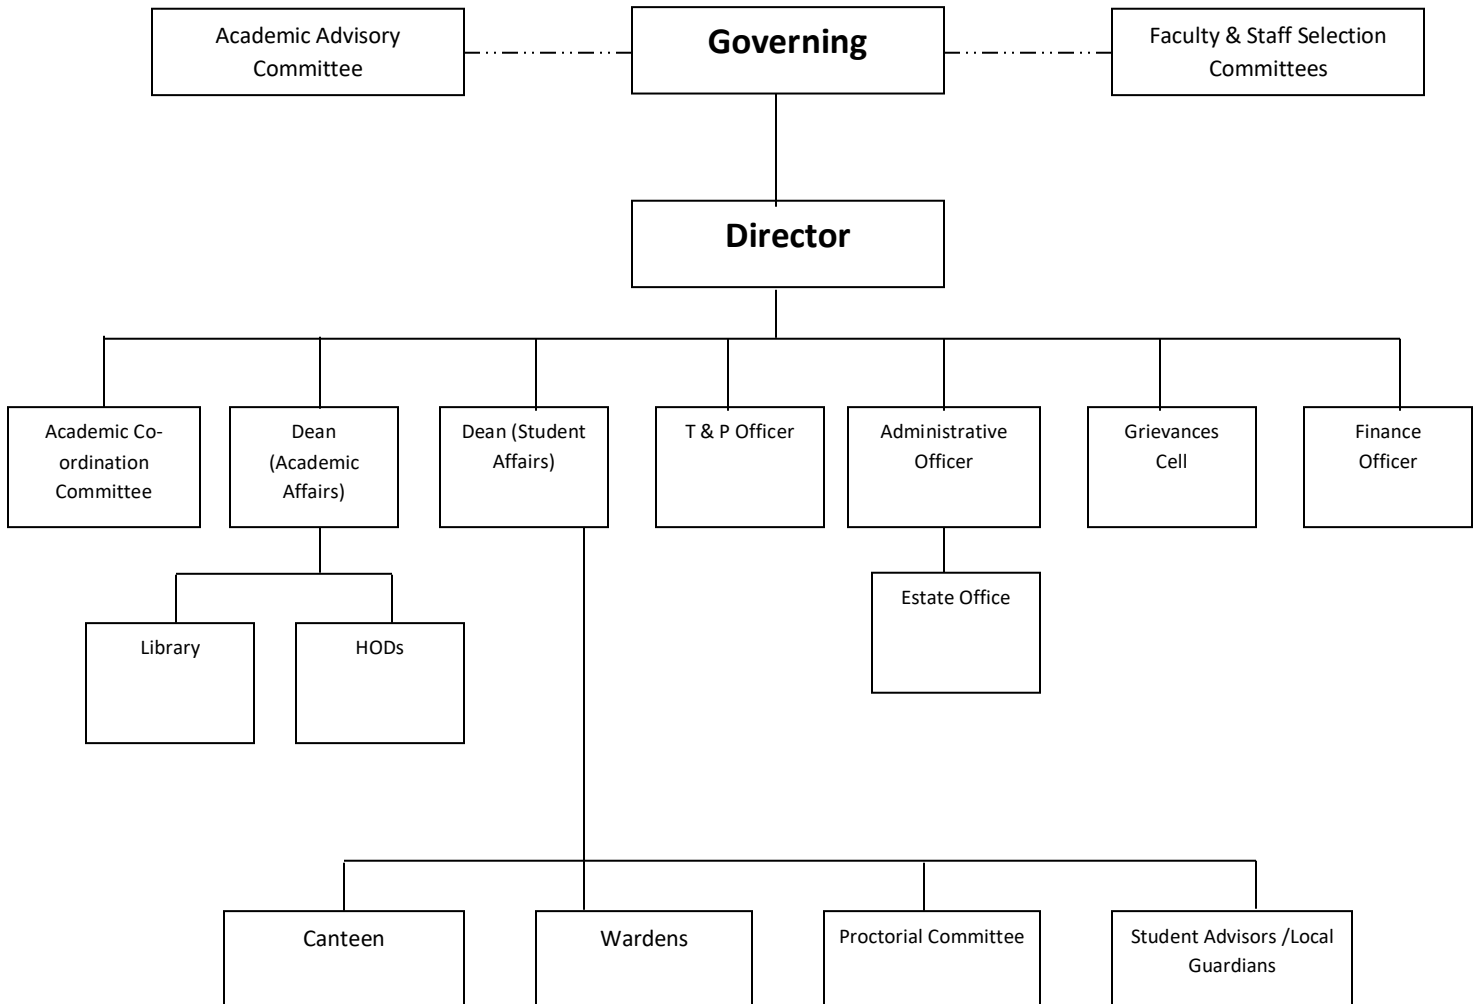 Academic Advisory
Committee
Governing
Faculty & Staff Selection
Committees
Director
Academic Co-
ordination
Committee
Dean
(Academic
Affairs)
Dean (Student
Affairs)
T & P Officer
Administrative
Officer
Grievances
Cell
Finance
Officer
Estate Office
Library
HODs
Canteen
Wardens
Proctorial Committee
Student Advisors /Local
Guardians